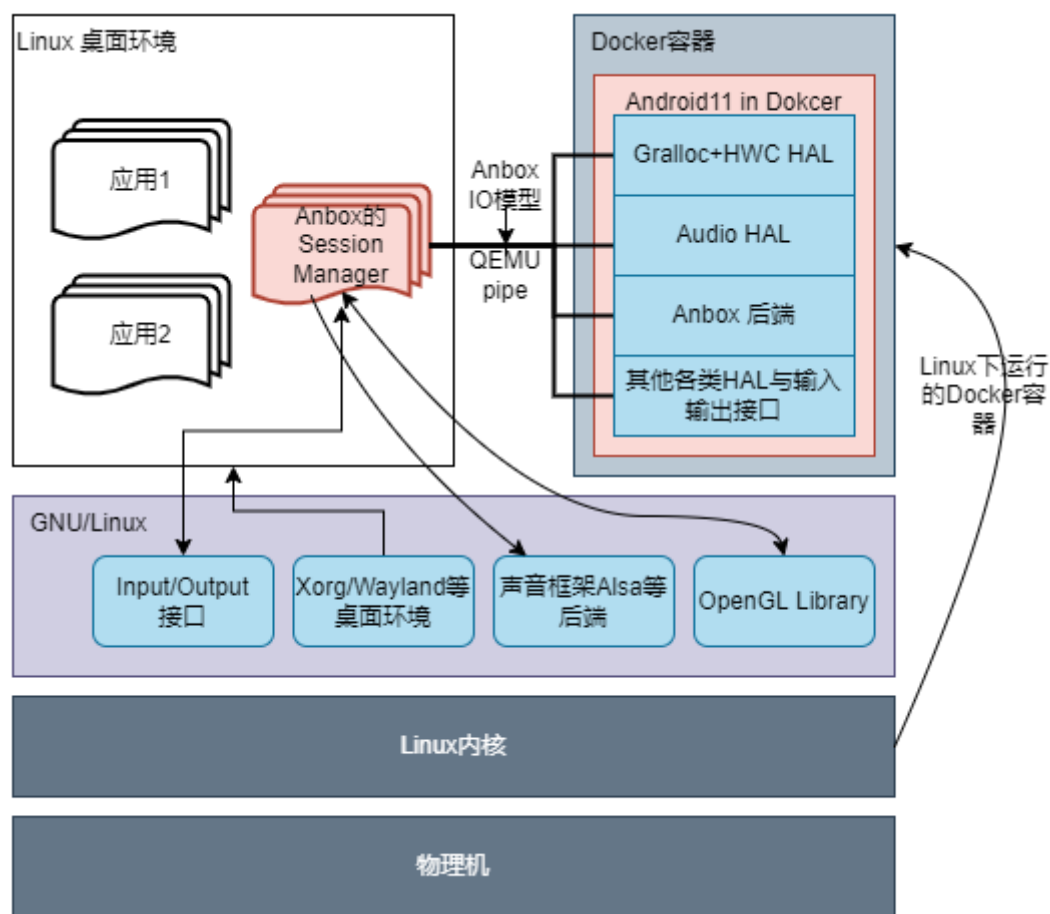 Linux 桌面环境
应用1
应用2
Anbox的
Session
Manager
Anbox
IO模型
QEMU
pipe
Docker容器
Android11 in Dokcer
Gralloc+HWC HAL
Audio HAL
Anbox 后端
其他各类HAL与输入
输出接口
Linux下运行
的Docker容
器
GNU/Linux
Input/Output
接口
Xorg/Wayland等
桌面环境
声音框架Alsa等
后端
OpenGL Library
Linux内核
物理机